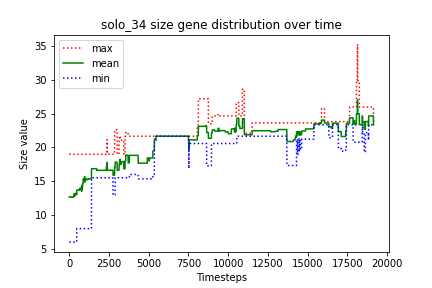 solo_34 size gene distribution over time
max
mean
min
35
30
25
20
15
10
5
Size value
0 2500 5000 7500 10000 12500 15000 17500 20000
Timesteps